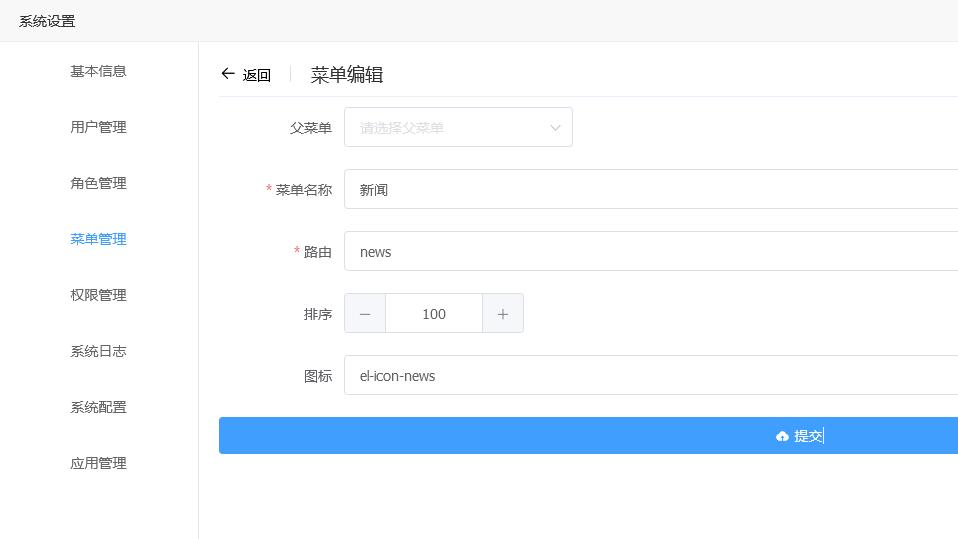 系统设置
基本信息
用户管理
角色管理
菜单管理
权限管理
系统日志
系统配置
应用管理
返回 菜单编辑
父菜单 请选择父菜单
* 菜单名称 新闻
* 路由 news
排序 100
图标 el-icon-news
提交